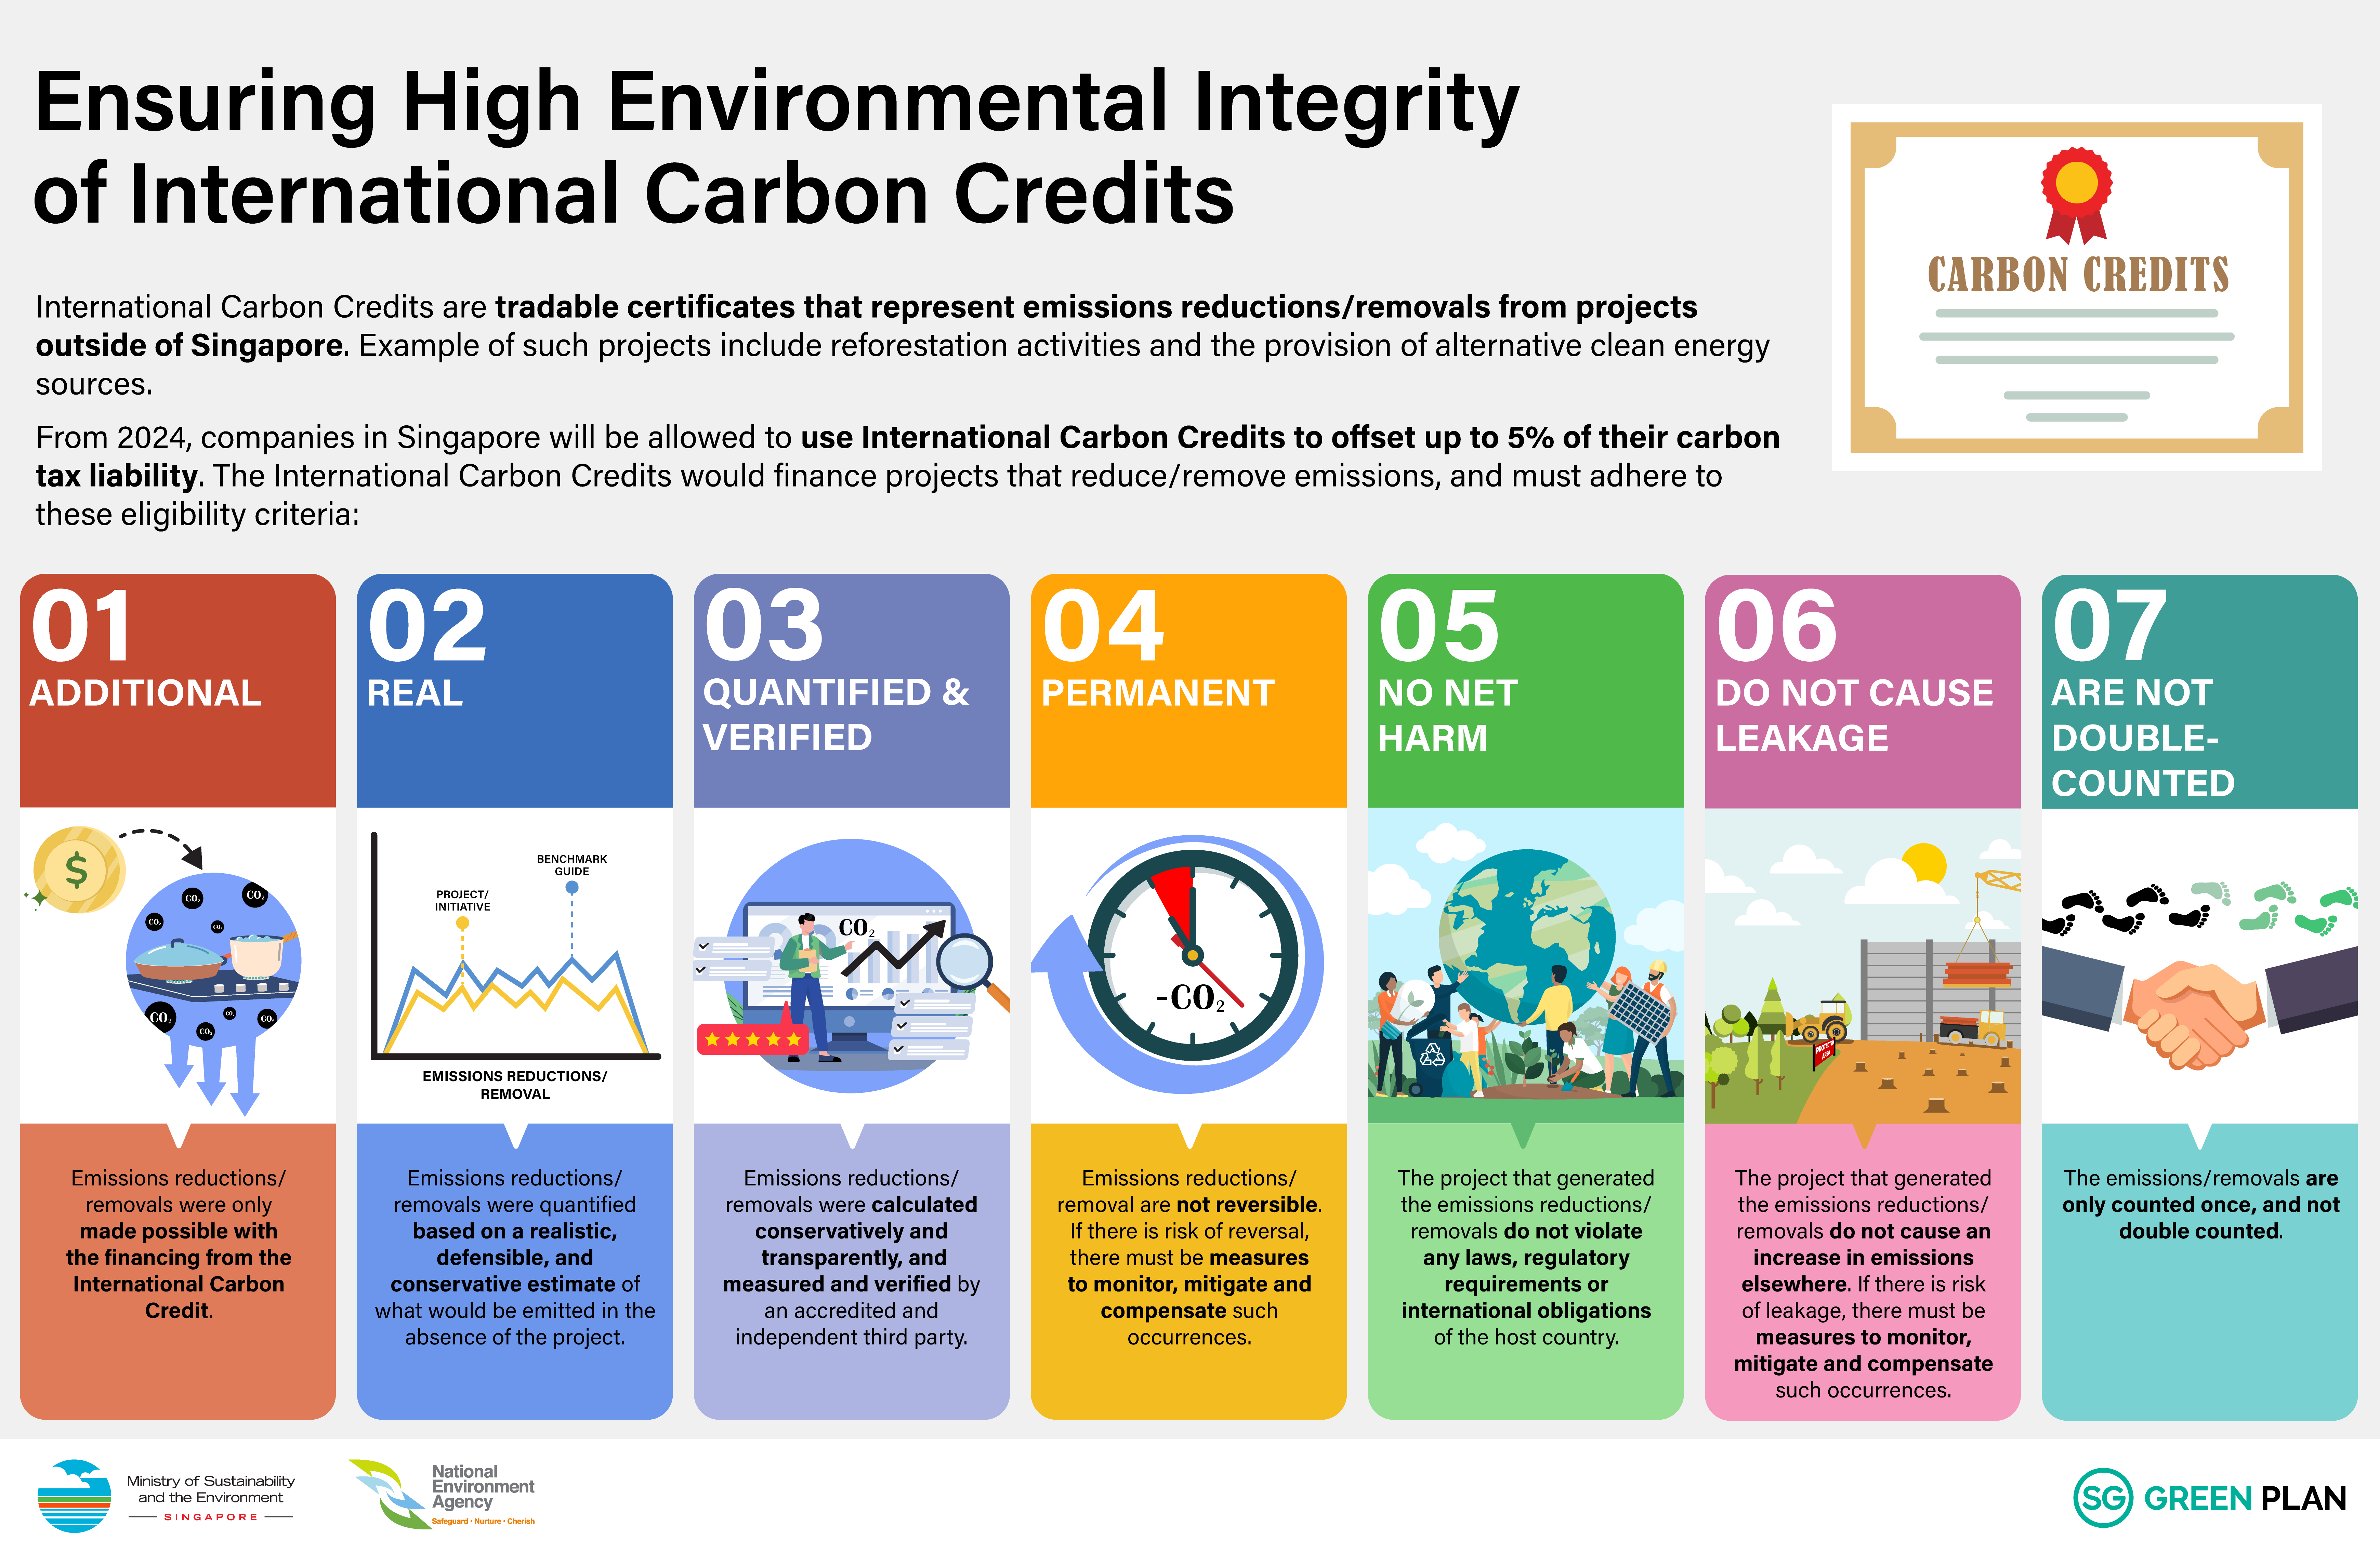 Ensuring High Environmental Integrity
of International Carbon Credits
International Carbon Credits are tradable certificates that represent emissions reductions/removals from projects
outside of Singapore. Example of such projects include reforestation activities and the provision of alternative clean energy
sources.
From 2024, companies in Singapore will be allowed to use International Carbon Credits to offset up to 5% of their carbon
tax liability. The International Carbon Credits would finance projects that reduce/remove emissions, and must adhere to
these eligibility criteria:
CARBON CREDITS
01
ADDITIONAL
$
CO₂
CO₂
CO₂
CO₂
CO₂
CO₂
CO₂
CO₂
Emissions reductions/
removals were only
made possible with
the financing from the
International Carbon
Credit.
02
REAL
BENCHMARK
GUIDE
PROJECT/
INITIATIVE
EMISSIONS REDUCTIONS/
REMOVAL
Emissions reductions/
removals were quantified
based on a realistic,
defensible, and
conservative estimate of
what would be emitted in the
absence of the project.
03
QUANTIFIED &
VERIFIED
CO₂
Emissions reductions/
removals were calculated
conservatively and
transparently, and
measured and verified by
an accredited and
independent third party.
04
PERMANENT
-CO₂
Emissions reductions/
removal are not reversible.
If there is risk of reversal,
there must be measures
to monitor, mitigate and
compensate such
occurrences.
05
NO NET
HARM
The project that generated
the emissions reductions/
removals do not violate
any laws, regulatory
requirements or
international obligations
of the host country.
06
DO NOT CAUSE
LEAKAGE
PROTECTED
AREA
The project that generated
the emissions reductions/
removals do not cause an
increase in emissions
elsewhere. If there is risk
of leakage, there must be
measures to monitor,
mitigate and compensate
such occurrences.
07
ARE NOT
DOUBLE-
COUNTED
The emissions/removals are
only counted once, and not
double counted.
Ministry of Sustainability
and the Environment
SINGAPORE
National
Environment
Agency
Safeguard • Nurture • Cherish
SG GREEN PLAN